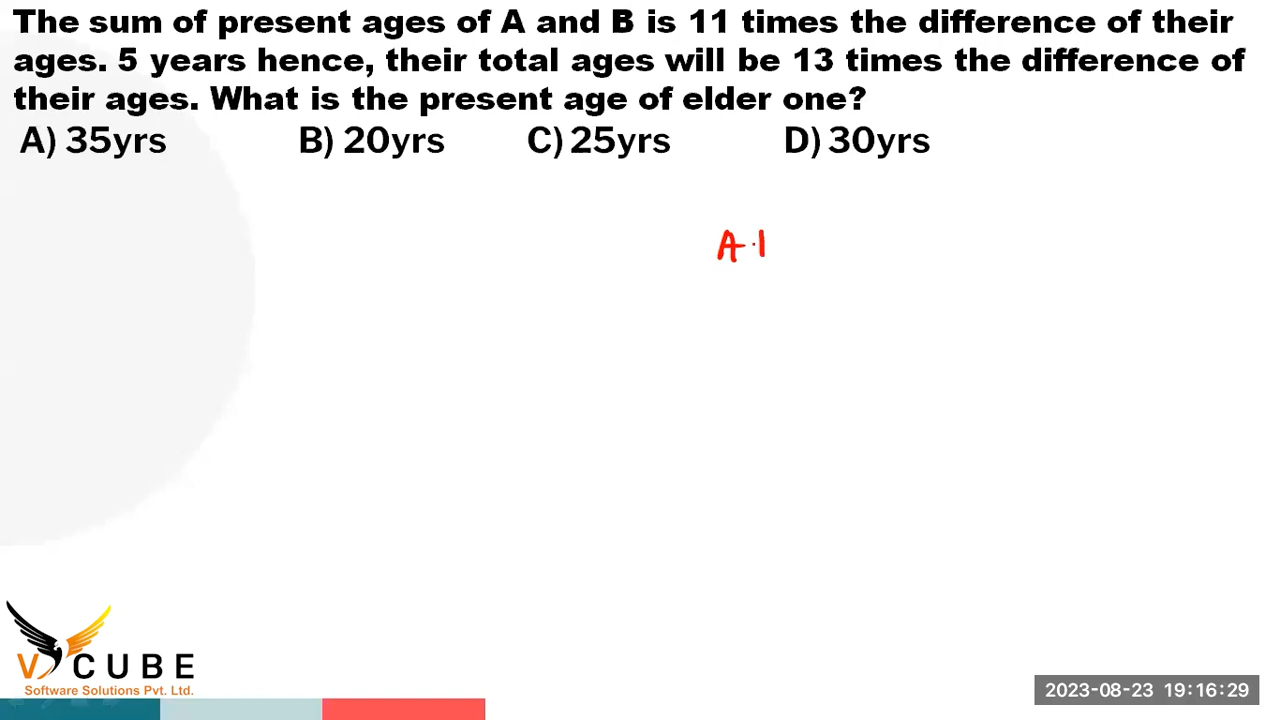 The sum of present ages of A and B is 11 times the difference of their
ages. 5 years hence, their total ages will be 13 times the difference of
their ages. What is the present age of elder one?
A) 35yrs B) 20yrs C) 25yrs D) 30yrs
A
V CUBE
Software Solutions Pvt. Ltd.
2023-08-23 19:16:29